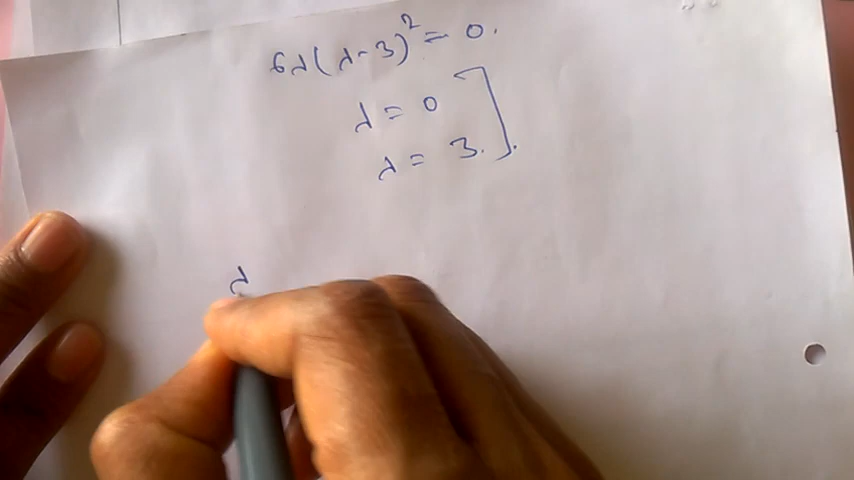 6λ(λ-3)² = 0.
λ = 0
λ = 3.
λ